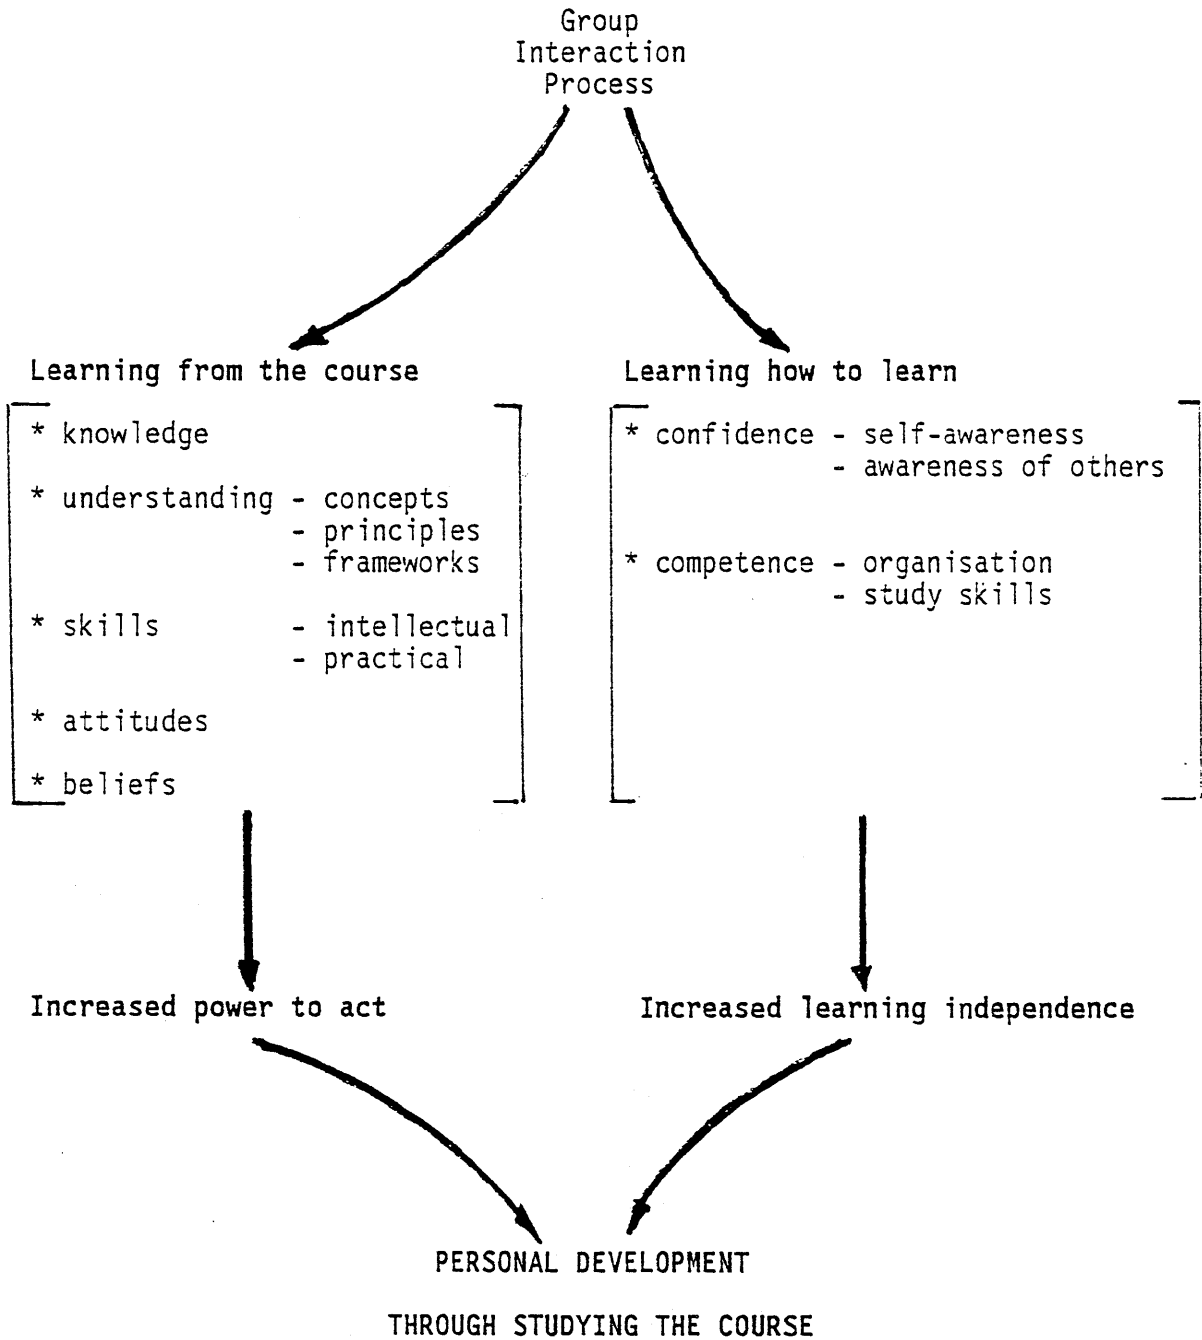 Group
Interaction
Process
Learning from the course
* knowledge
* understanding - concepts
- principles
- frameworks
* skills - intellectual
- practical
* attitudes
* beliefs
Learning how to learn
* confidence - self-awareness
- awareness of others
* competence - organisation
- study skills
Increased power to act
Increased learning independence
PERSONAL DEVELOPMENT
THROUGH STUDYING THE COURSE